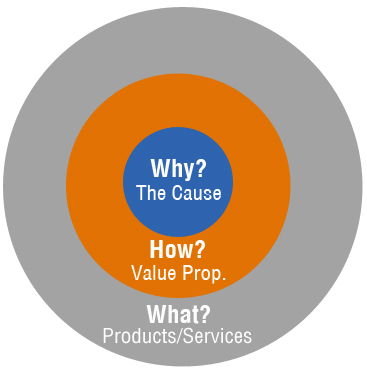 Why?
The Cause
How?
Value Prop.
What?
Products/Services